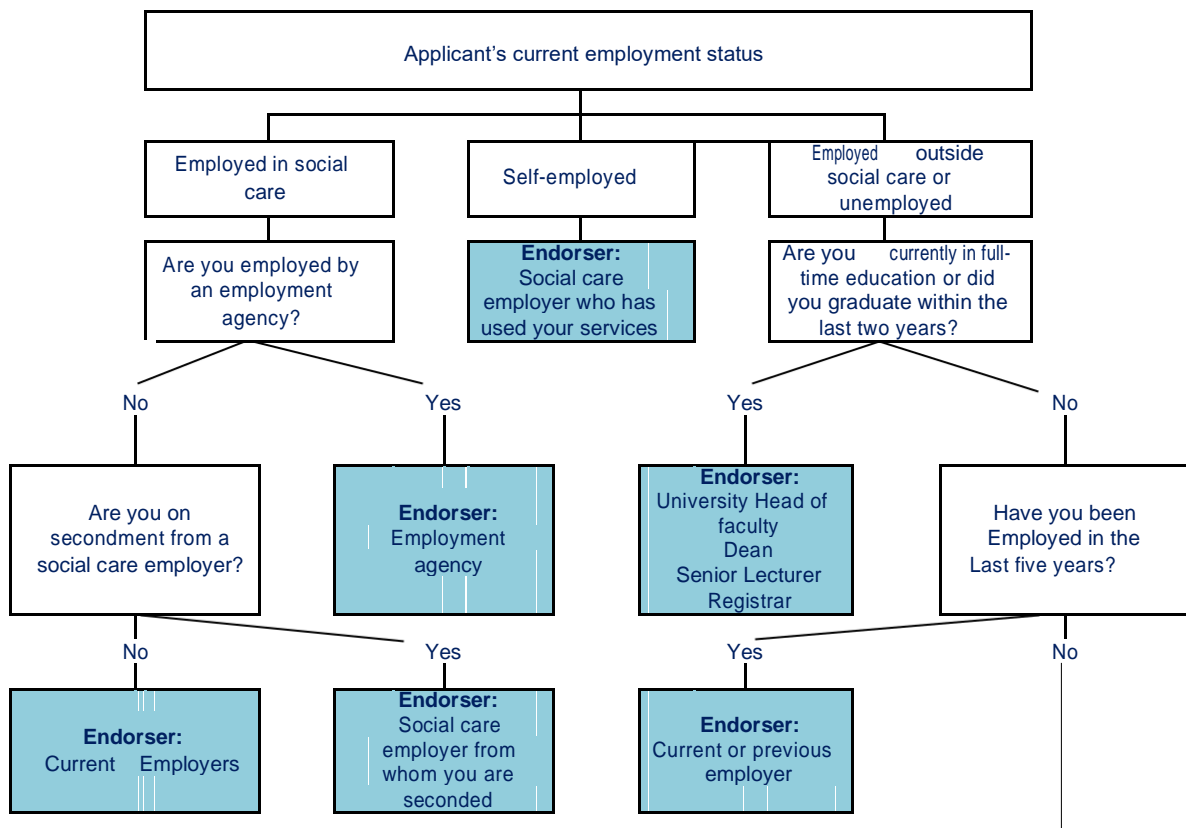 Applicant's current employment status
Employed in social
care
Self-employed
Employed outside
social care or
unemployed
Are you employed by
an employment
agency?
Endorser:
Social care
employer who has
used your services
Are you currently in full-
time education or did
you graduate within the
last two years?
No
Yes
Yes
No
Are you on
secondment from a
social care employer?
Endorser:
Employment
agency
Endorser:
University Head of
faculty
Dean
Senior Lecturer
Registrar
Have you been
Employed in the
Last five years?
No
Yes
Yes
No
Endorser:
Current Employers
Endorser:
Social care
employer from
whom you are
seconded
Endorser:
Current or previous
employer